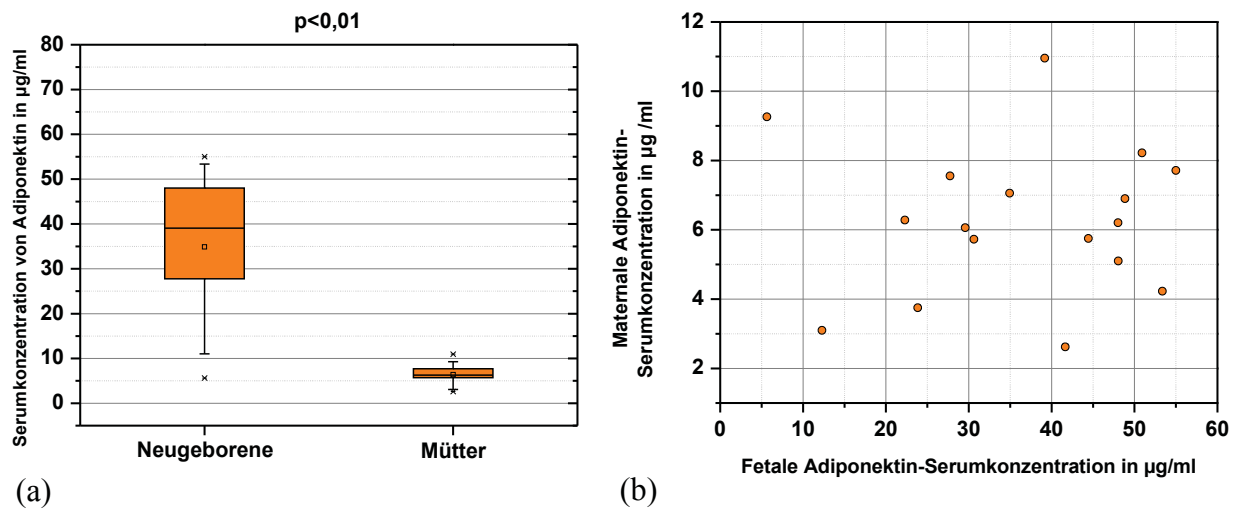 p<0,01
Serumkonzentration von Adiponektin in µg/ml
80
70
60
50
40
30
20
10
0
Neugeborene
Mütter
(a)
Maternale Adiponektin-
Serumkonzentration in µg /ml
12
10
8
6
4
2
0
10
20
30
40
50
60
Fetale Adiponektin-Serumkonzentration in µg/ml
(b)